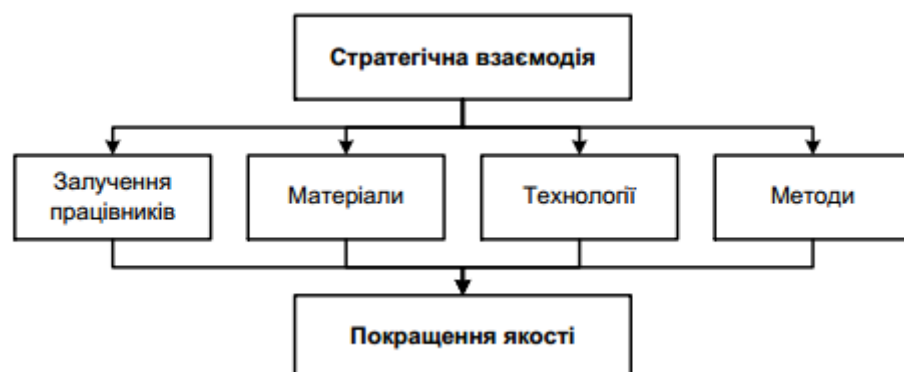 Стратегічна взаємодія
Залучення
працівників
Матеріали
Технології
Методи
Покращення якості